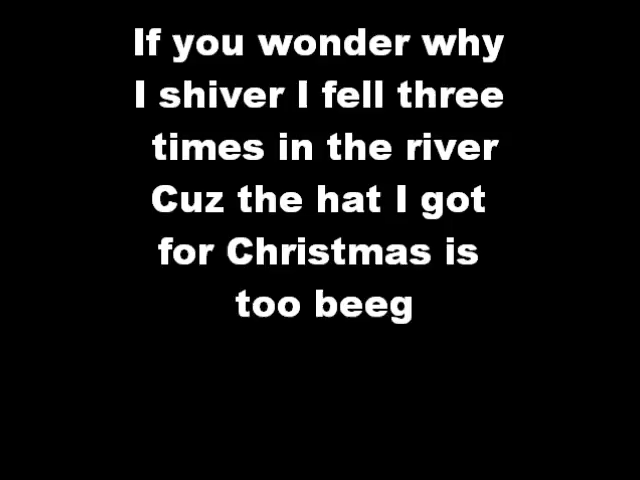 If you wonder why
I shiver I fell three
times in the river
Cuz the hat I got
for Christmas is
too beeg